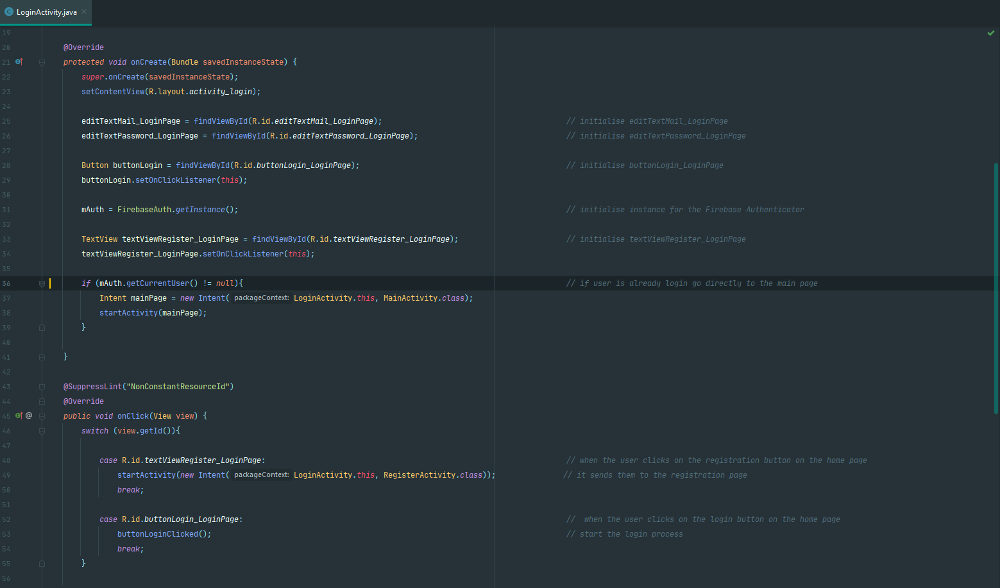 LoginActivity.java
19
20 @Override
21 protected void onCreate(Bundle savedInstanceState) {
22 super.onCreate(savedInstanceState);
23 setContentView(R.layout.activity_login);
24
25 editTextMail_LoginPage = findViewById(R.id.editTextMail_LoginPage); // initialise editTextMail_LoginPage
26 editTextPassword_LoginPage = findViewById(R.id.editTextPassword_LoginPage); // initialise editTextPassword_LoginPage
27
28 Button buttonLogin = findViewById(R.id.buttonLogin_LoginPage); // initialise buttonLogin_LoginPage
29 buttonLogin.setOnClickListener(this);
30
31 mAuth = FirebaseAuth.getInstance(); // initialise instance for the Firebase Authenticator
32
33 TextView textViewRegister_LoginPage = findViewById(R.id.textViewRegister_LoginPage); // initialise textViewRegister_LoginPage
34 textViewRegister_LoginPage.setOnClickListener(this);
35
36 if (mAuth.getCurrentUser() != null){ // if user is already login go directly to the main page
37 Intent mainPage = new Intent( packageContext: LoginActivity.this, MainActivity.class);
38 startActivity(mainPage);
39 }
40
41 }
42
43 @SuppressLint("NonConstantResourceId")
44 @Override
45 @ public void onClick(View view) {
46 switch (view.getId()){
47
48 case R.id.textViewRegister_LoginPage: // when the user clicks on the registration button on the home page
49 startActivity(new Intent( packageContext: LoginActivity.this, RegisterActivity.class)); // it sends them to the registration page
50 break;
51
52 case R.id.buttonLogin_LoginPage: //  when the user clicks on the login button on the home page
53 buttonLoginClicked(); // start the login process
54 break;
55 }
56